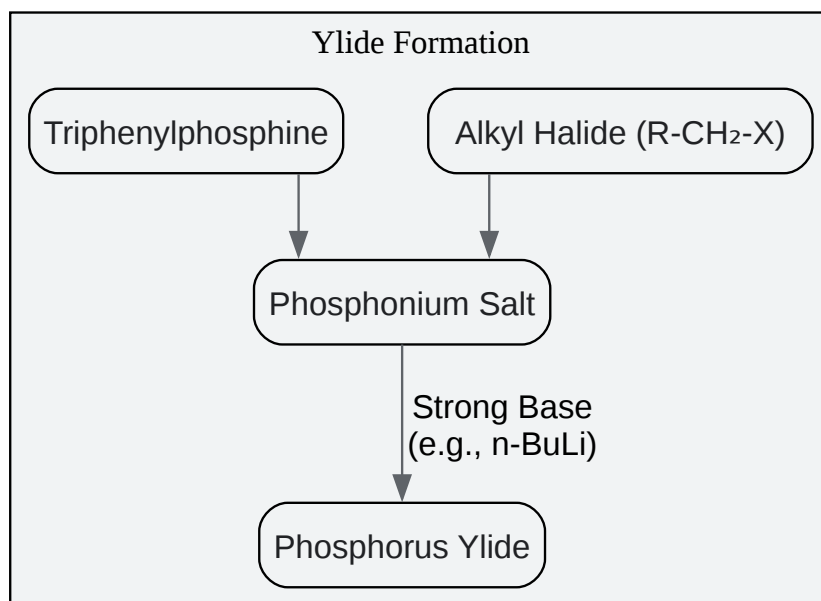 Ylide Formation
Triphenylphosphine
Alkyl Halide (R-CH₂-X)
Phosphonium Salt
Strong Base
(e.g., n-BuLi)
Phosphorus Ylide